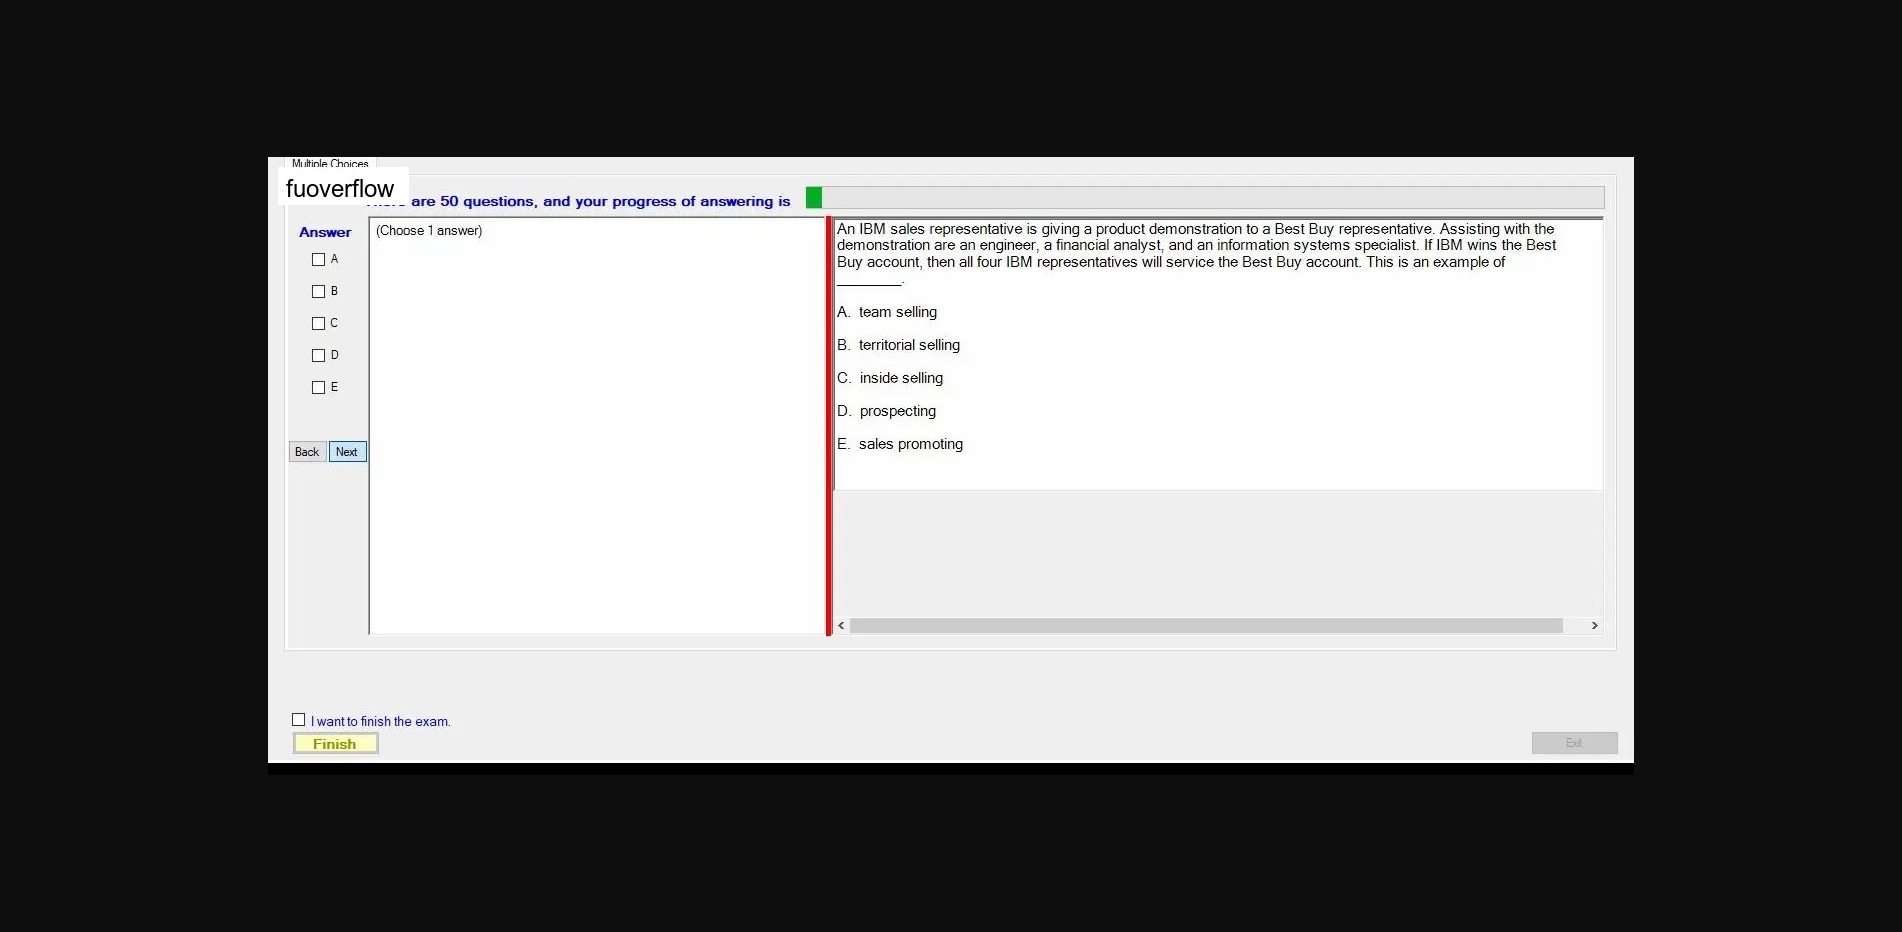 Multiple Choices
fuoverflow
are 50 questions, and your progress of answering is
Answer
(Choose 1 answer)
A
B
C
D
E
Back Next
An IBM sales representative is giving a product demonstration to a Best Buy representative. Assisting with the
demonstration are an engineer, a financial analyst, and an information systems specialist. If IBM wins the Best
Buy account, then all four IBM representatives will service the Best Buy account. This is an example of
________.
A. team selling
B. territorial selling
C. inside selling
D. prospecting
E. sales promoting
I want to finish the exam.
Finish
Exit